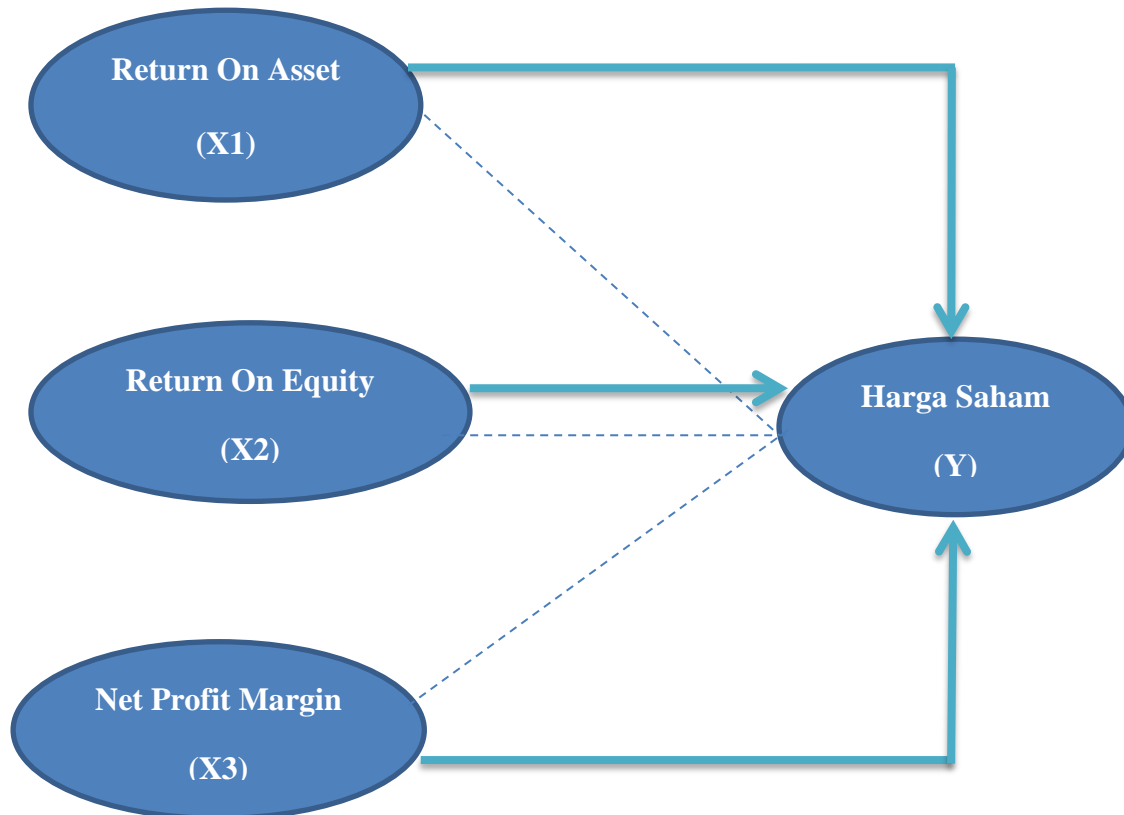 Return On Asset
(X1)
Return On Equity
(X2)
Harga Saham
(Y)
Net Profit Margin
(X3)